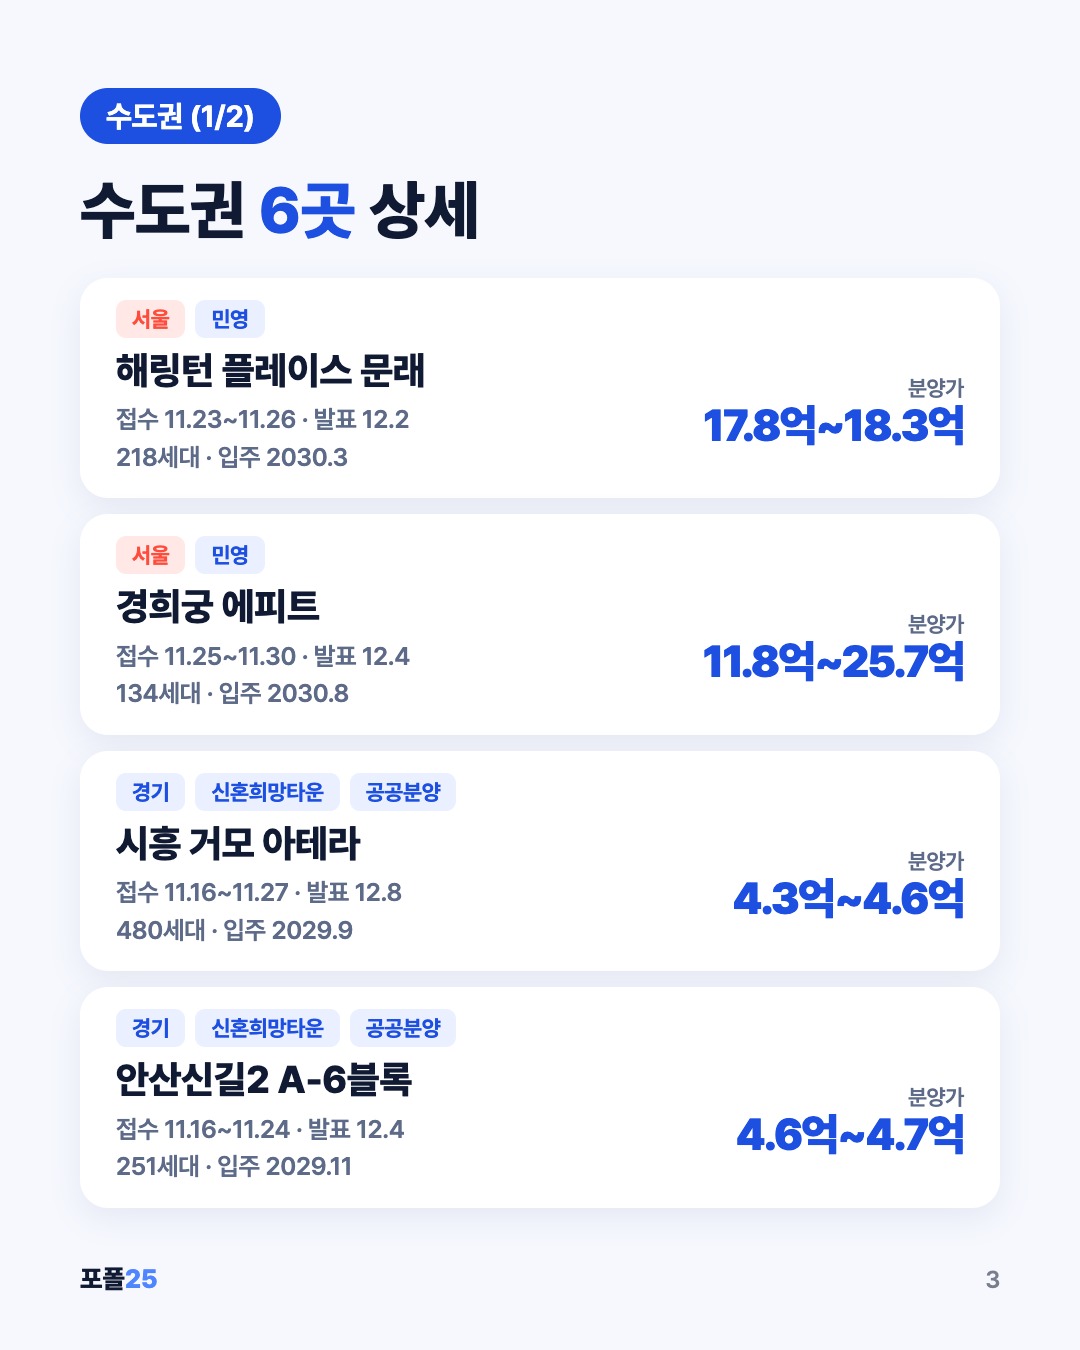 수도권 (1/2)
수도권 6곳 상세
서울 민영
해링턴 플레이스 문래
접수 11.23~11.26 · 발표 12.2
218세대 · 입주 2030.3
분양가
17.8억~18.3억
서울 민영
경희궁 에피트
접수 11.25~11.30 · 발표 12.4
134세대 · 입주 2030.8
분양가
11.8억~25.7억
경기 신혼희망타운 공공분양
시흥 거모 아테라
접수 11.16~11.27 · 발표 12.8
480세대 · 입주 2029.9
분양가
4.3억~4.6억
경기 신혼희망타운 공공분양
안산신길2 A-6블록
접수 11.16~11.24 · 발표 12.4
251세대 · 입주 2029.11
분양가
4.6억~4.7억
포폴25
3